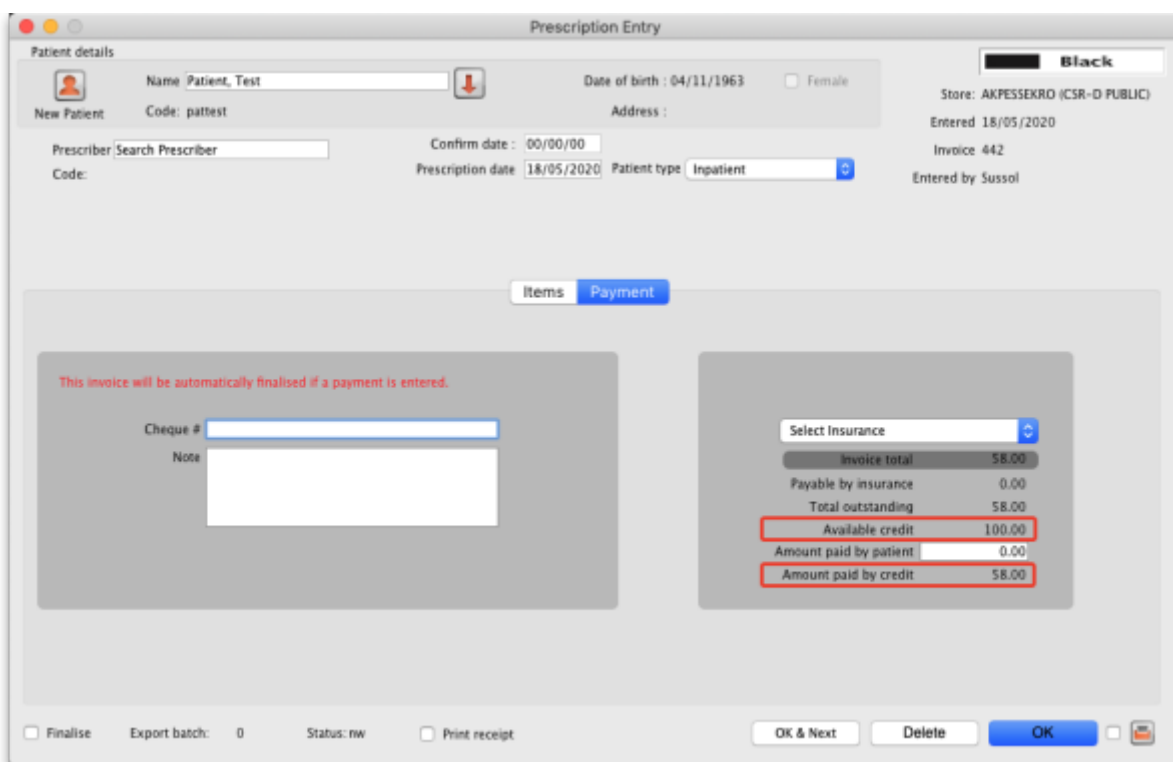 Prescription Entry
Patient details
Black
Name Patient, Test
Date of birth : 04/11/1963
Female
Store: AKPESSEKRO (CSR-D PUBLIC)
New Patient
Code: pattest
Address :
Entered 18/05/2020
Prescriber Search Prescriber
Confirm date : 00/00/00
Invoice 442
Code:
Prescription date 18/05/2020 Patient type Inpatient
Entered by Sussol
Items Payment
This invoice will be automatically finalised if a payment is entered.
Cheque #
Note
Select Insurance
Invoice total 58.00
Payable by insurance 0.00
Total outstanding 58.00
Available credit 100.00
Amount paid by patient 0.00
Amount paid by credit 58.00
Finalise Export batch: 0 Status: nw Print receipt OK & Next Delete OK